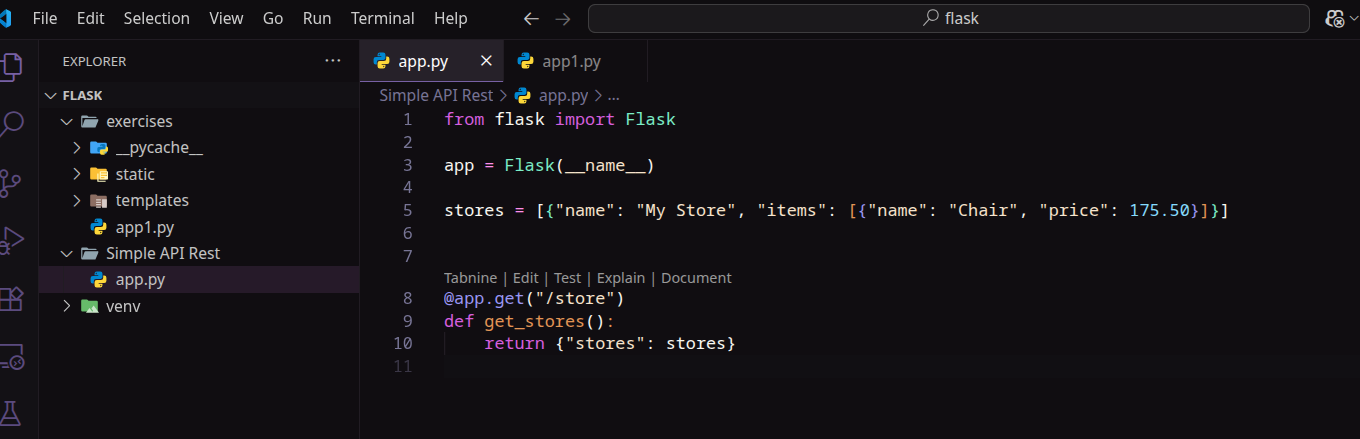 File Edit Selection View Go Run Terminal Help flask
EXPLORER ···
app.py app1.py
FLASK
Simple API Rest > app.py > ...
exercises
__pycache__
static
templates
app1.py
Simple API Rest
app.py
venv
1 from flask import Flask
2
3 app = Flask(__name__)
4
5 stores = [{"name": "My Store", "items": [{"name": "Chair", "price": 175.50}]}]
6
7
Tabnine | Edit | Test | Explain | Document
8 @app.get("/store")
9 def get_stores():
10     return {"stores": stores}
11